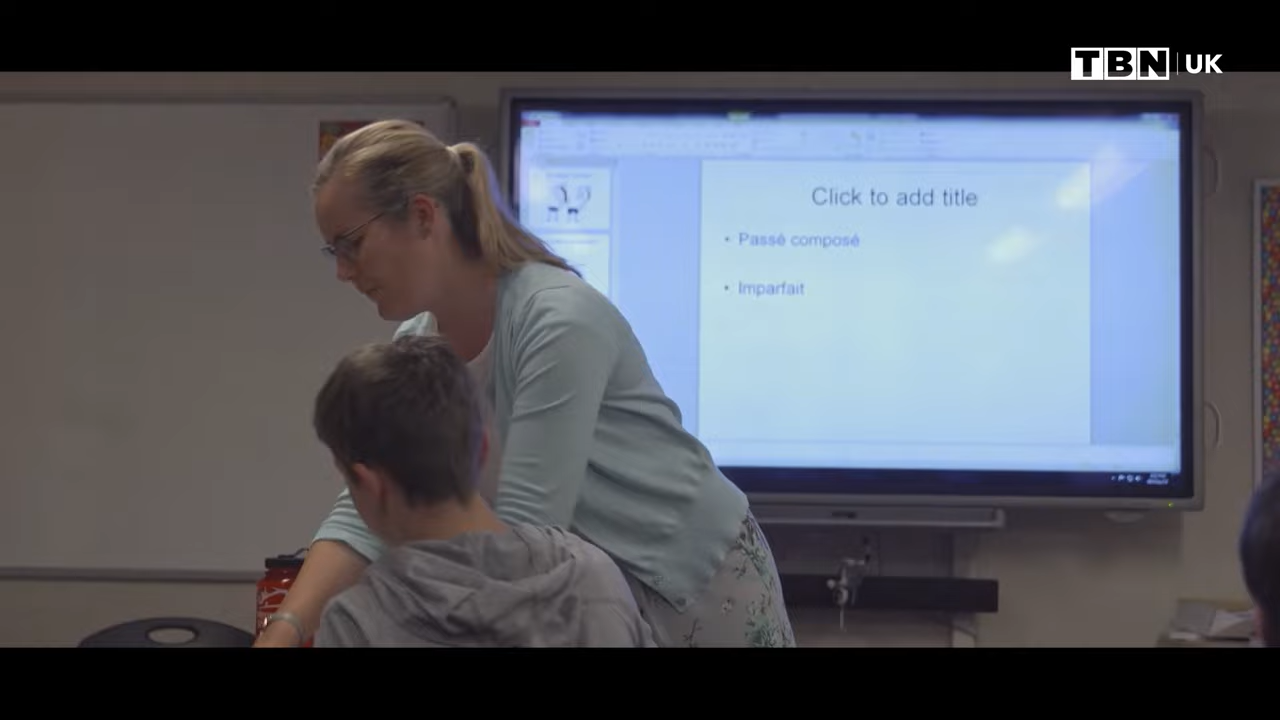 TBN UK
Click to add title
• Passé composé
• Imparfait